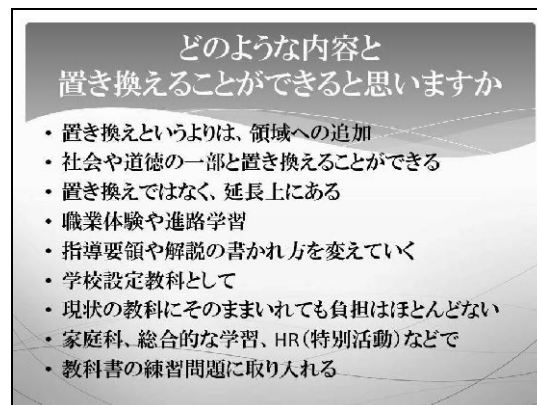 どのような内容と
置き換えることができると思いますか
• 置き換えというよりは、領域への追加
• 社会や道徳の一部と置き換えることができる
• 置き換えではなく、延長上にある
• 職業体験や進路学習
• 指導要領や解説の書かれ方を変えていく
• 学校設定教科として
• 現状の教科にそのままいれても負担はほとんどない
• 家庭科、総合的な学習、HR(特別活動)などで
• 教科書の練習問題に取り入れる